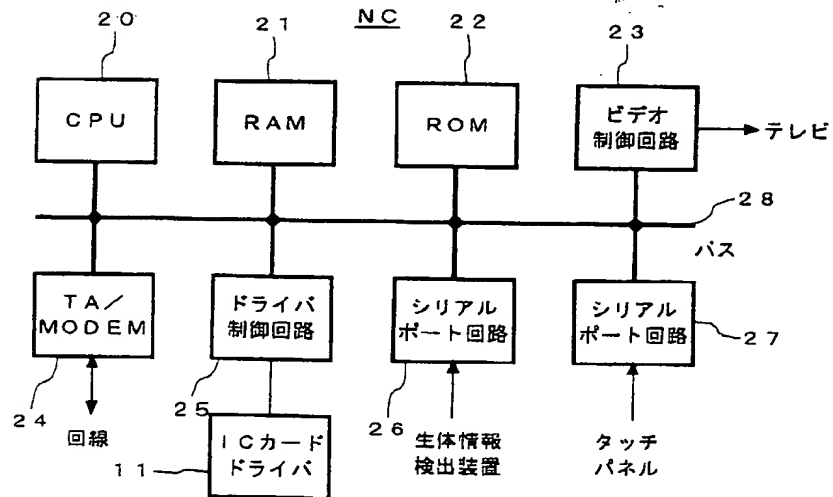 20
21
NC
22
23
CPU
RAM
ROM
ビデオ
制御回路
テレビ
28
バス
TA/
MODEM
ドライバ
制御回路
シリアル
ポート回路
シリアル
ポート回路
27
24
25
26
回線
ICカード
ドライバ
11
生体情報
検出装置
タッチ
パネル